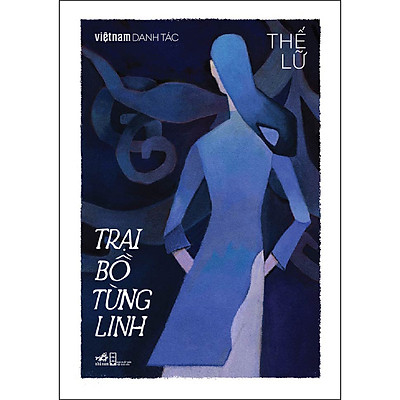 việtnam DANH TÁC
THẾ
LỮ
TRẠI
BỒ
TÙNG
LINH